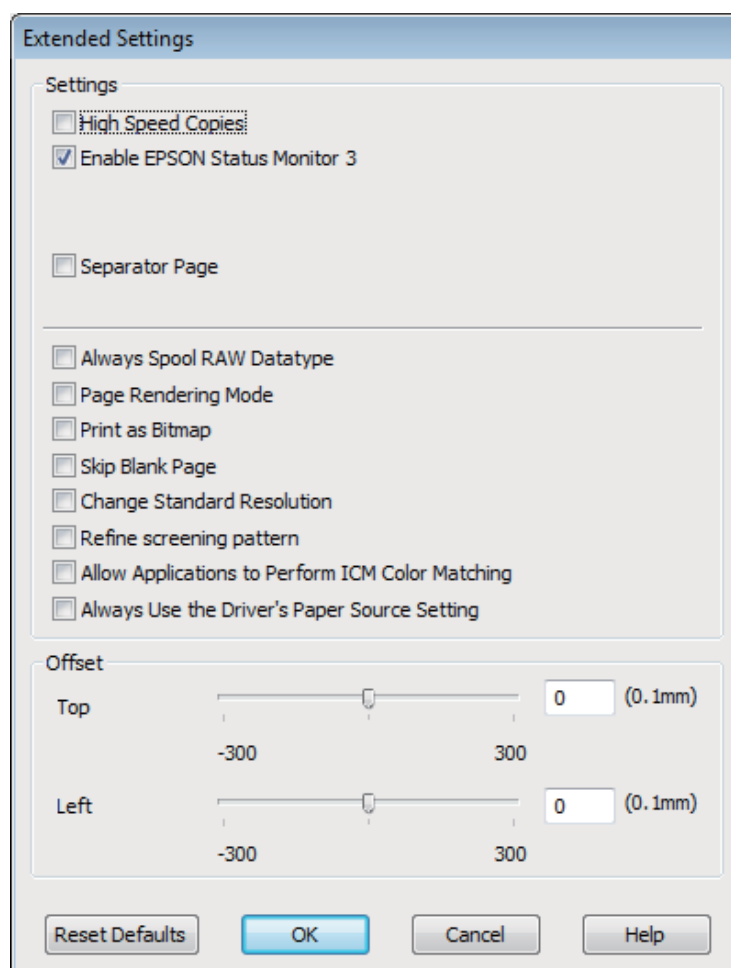 Extended Settings
Settings
High Speed Copies
Enable EPSON Status Monitor 3
Separator Page
Always Spool RAW Datatype
Page Rendering Mode
Print as Bitmap
Skip Blank Page
Change Standard Resolution
Refine screening pattern
Allow Applications to Perform ICM Color Matching
Always Use the Driver's Paper Source Setting
Offset
Top 0 (0.1mm)
-300 300
Left 0 (0.1mm)
-300 300
Reset Defaults OK Cancel Help